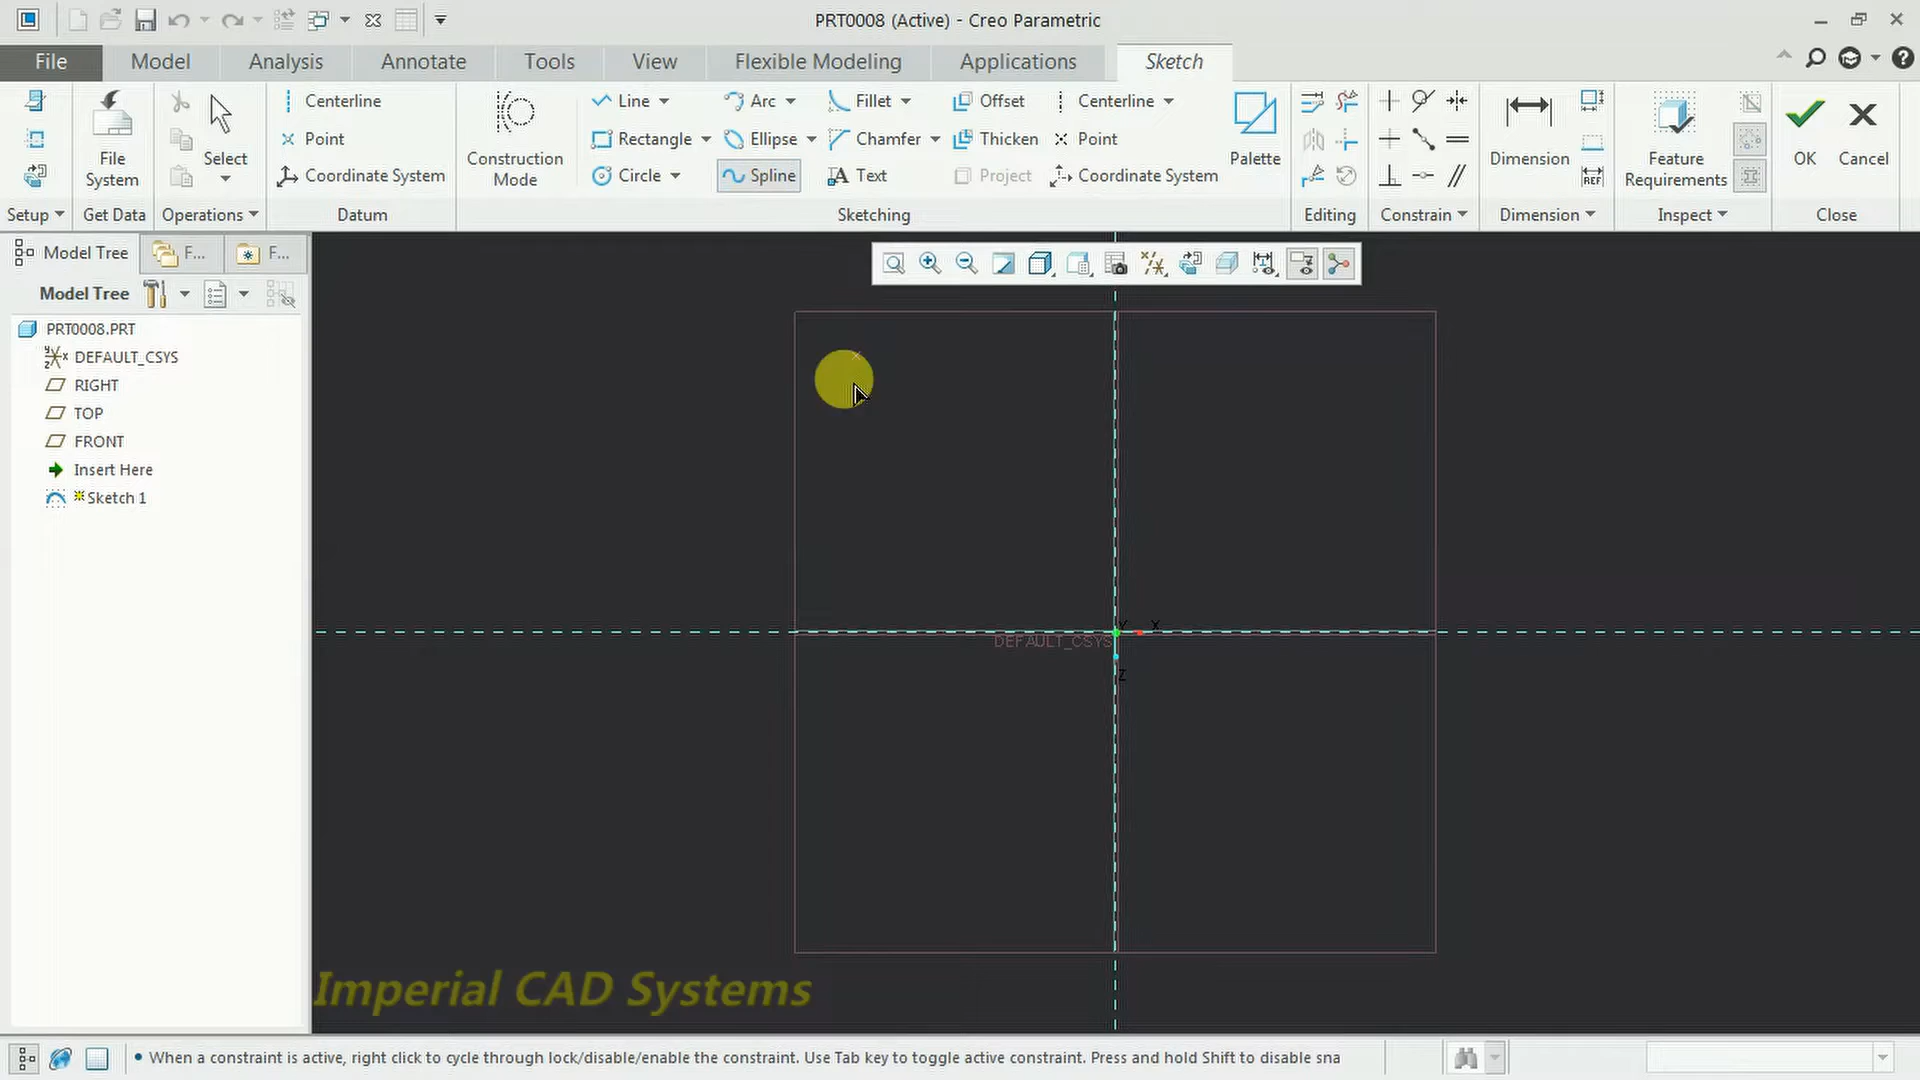 PRT0008 (Active) - Creo Parametric
File Model Analysis Annotate Tools View Flexible Modeling Applications Sketch
Centerline Line Arc Fillet Offset Centerline
Point Rectangle Ellipse Chamfer Thicken Point
Coordinate System Circle Spline Text Project Coordinate System
File System
Select
Construction Mode
Palette
Dimension
Feature Requirements
OK
Cancel
Setup Get Data Operations Datum Sketching Editing Constrain Dimension Inspect Close
REF
Model Tree F... F...
Model Tree
PRT0008.PRT
DEFAULT_CSYS
RIGHT
TOP
FRONT
Insert Here
Sketch 1
Y X
DEFAULT_CSYS
Z
Imperial CAD Systems
• When a constraint is active, right click to cycle through lock/disable/enable the constraint. Use Tab key to toggle active constraint. Press and hold Shift to disable sna